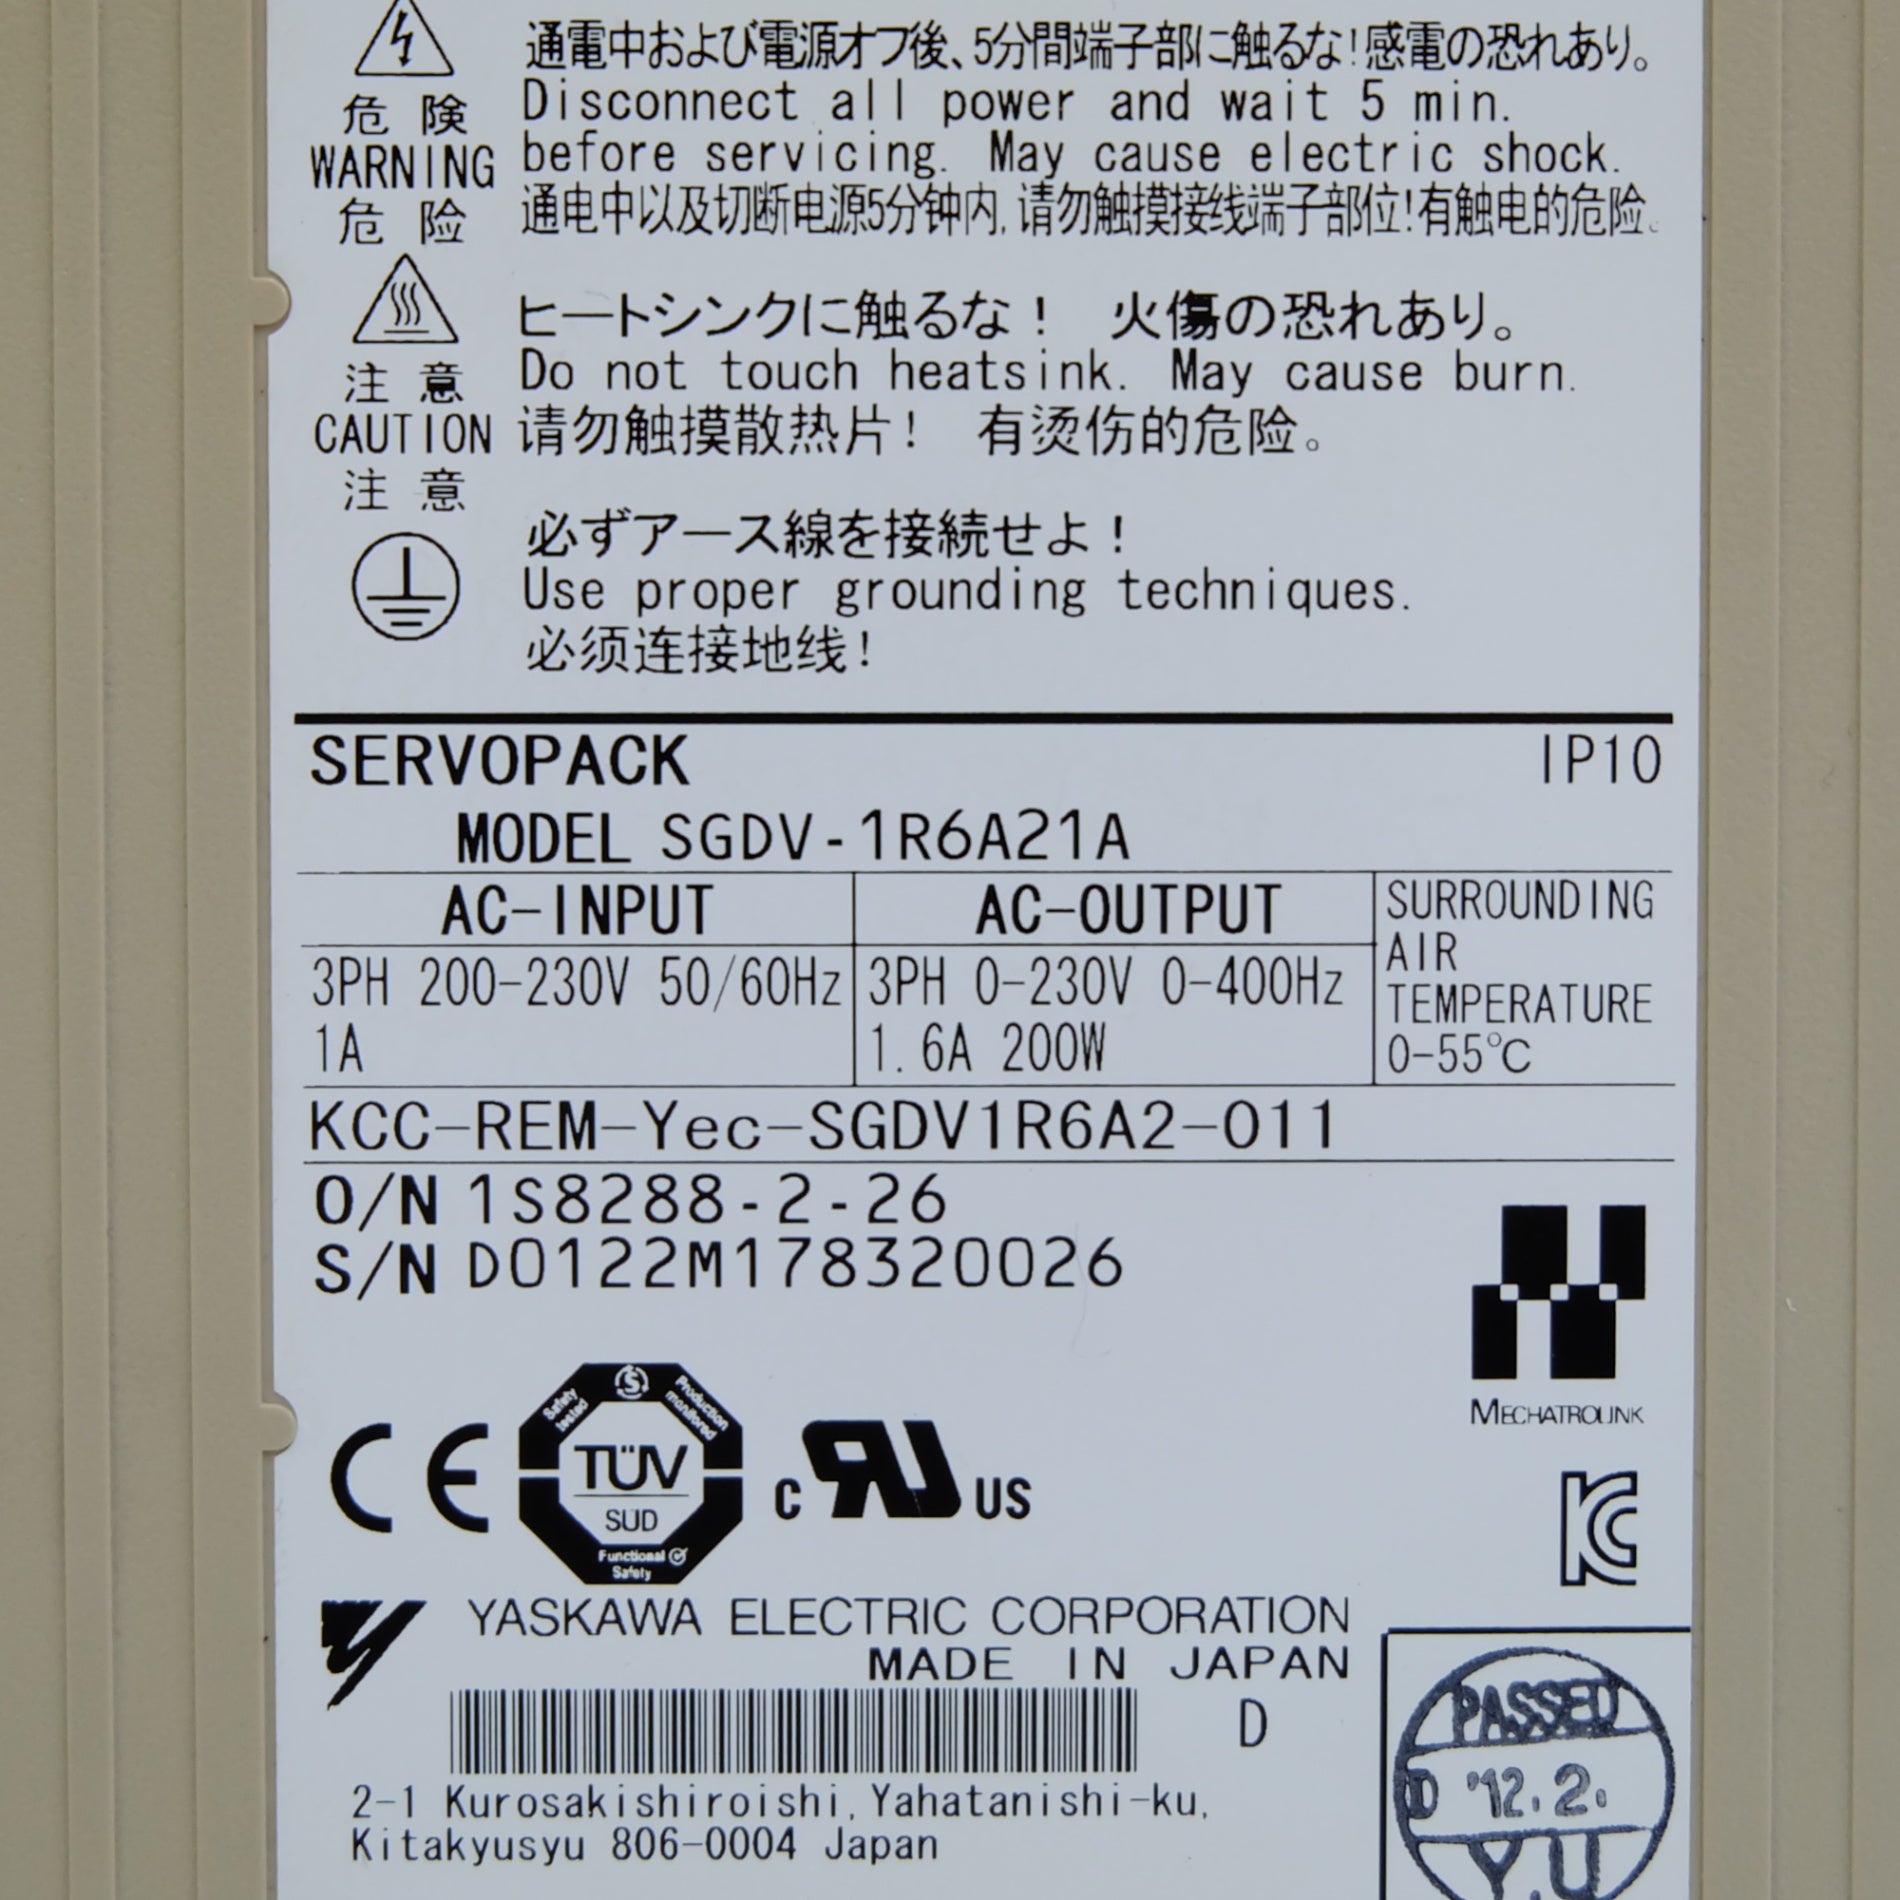 通電中および電源オフ後、5分間端子部に触るな!感電の恐れあり。
危 険
Disconnect all power and wait 5 min.
WARNING
before servicing. May cause electric shock.
危 险
通电中以及切断电源5分钟内,请勿触摸接线端子部位!有触电的危险。
ヒートシンクに触るな! 火傷の恐れあり。
注 意
Do not touch heatsink. May cause burn.
CAUTION
请勿触摸散热片! 有烫伤的危险。
注 意
必ずアース線を接続せよ!
Use proper grounding techniques.
必须连接地线!
SERVOPACK
IP10
MODEL SGDV-1R6A21A
AC-INPUT
3PH 200-230V 50/60Hz
1A
AC-OUTPUT
3PH 0-230V 0-400Hz
1.6A 200W
SURROUNDING
AIR
TEMPERATURE
0-55℃
KCC-REM-Yec-SGDV1R6A2-011
O/N 1S8288-2-26
S/N D0122M178320026
MECHATROLINK
CE
Safety tested
S
Production monitored
TÜV
SÜD
Functional Safety
c RU US
KC
YASKAWA ELECTRIC CORPORATION
MADE IN JAPAN
D
2-1 Kurosakishiroishi, Yahatanishi-ku,
Kitakyusyu 806-0004 Japan
PASSED
D '12.2.
Y.U